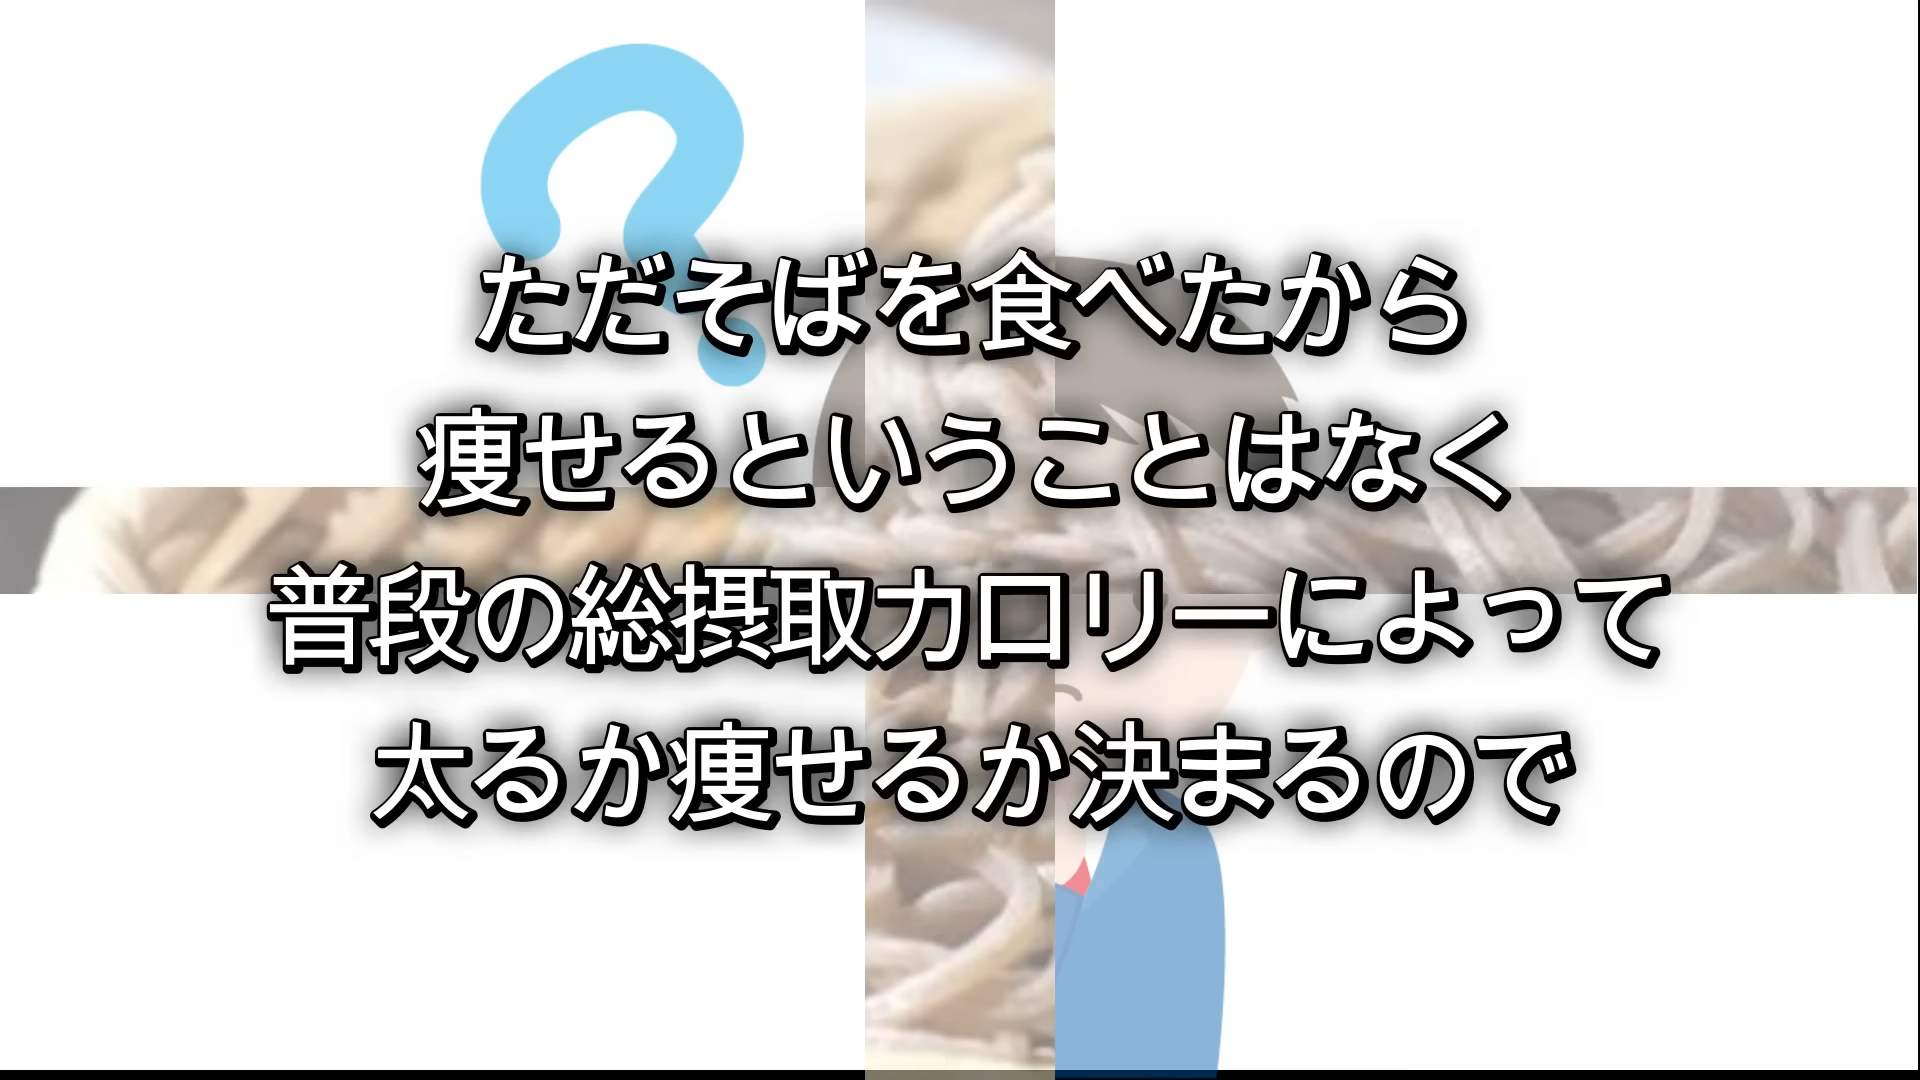 ただそばを食べたから
痩せるということはなく
普段の総摂取カロリーによって
太るか痩せるか決まるので